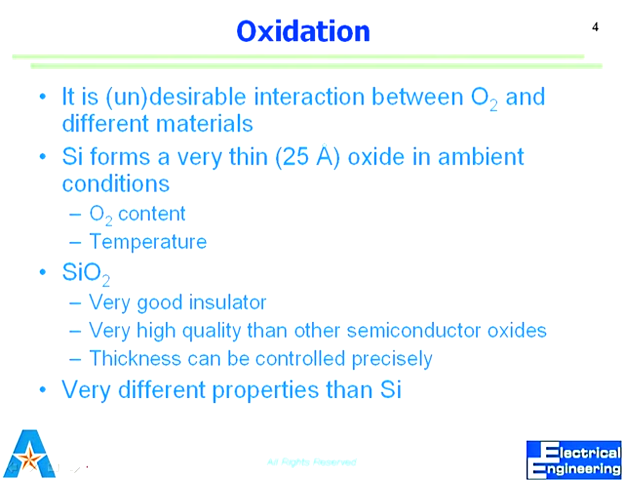 Oxidation
4
• It is (un)desirable interaction between O₂ and
different materials
• Si forms a very thin (25 A) oxide in ambient
conditions
– O₂ content
– Temperature
• SiO₂
– Very good insulator
– Very high quality than other semiconductor oxides
– Thickness can be controlled precisely
• Very different properties than Si
All Rights Reserved
Electrical
Engineering